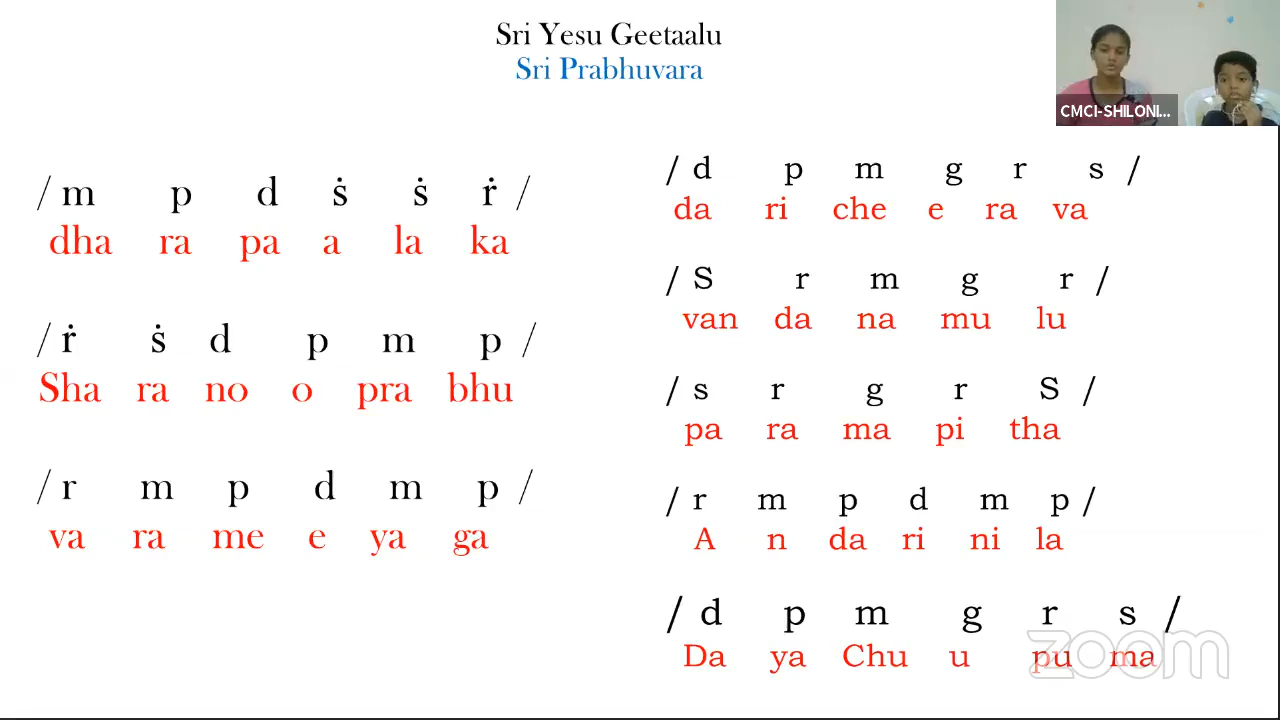 Sri Yesu Geetaalu
Sri Prabhuvara
CMCI-SHILONI...
/ m p d ṡ ṡ ṙ /
dha ra pa a la ka
/ ṙ ṡ d p m p /
Sha ra no o pra bhu
/ r m p d m p /
va ra me e ya ga
/ d p m g r s /
da ri che e ra va
/ S r m g r /
van da na mu lu
/ s r g r S /
pa ra ma pi tha
/ r m p d m p /
A n da ri ni la
/ d p m g r s /
Da ya Chu u pu ma
zoom